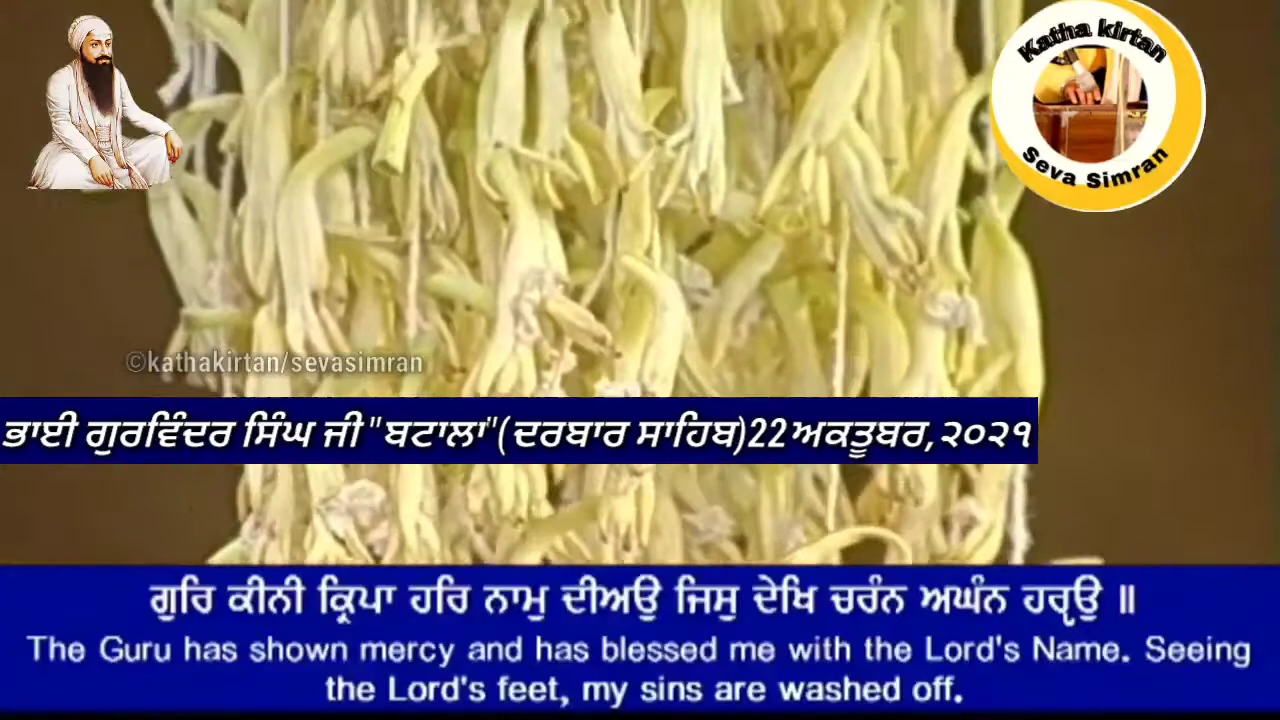 Katha kirtan
Seva Simran
©kathakirtan/sevasimran
ਭਾਈ ਗੁਰਵਿੰਦਰ ਸਿੰਘ ਜੀ "ਬਟਾਲਾ"(ਦਰਬਾਰ ਸਾਹਿਬ)22ਅਕਤੂਬਰ,੨੦੨੧
ਗੁਰਿ ਕੀਨੀ ਕ੍ਰਿਪਾ ਹਰਿ ਨਾਮੁ ਦੀਅਉ ਜਿਸੁ ਦੇਖਿ ਚਰੰਨ ਅਘੰਨ ਹਰੵਉ ॥
The Guru has shown mercy and has blessed me with the Lord's Name. Seeing
the Lord's feet, my sins are washed off.